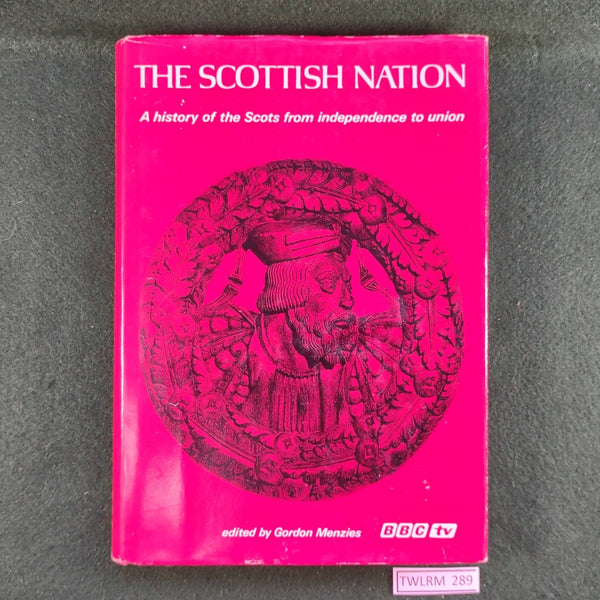 THE SCOTTISH NATION
A history of the Scots from independence to union
edited by Gordon Menzies BBC tv
TWLRM 289